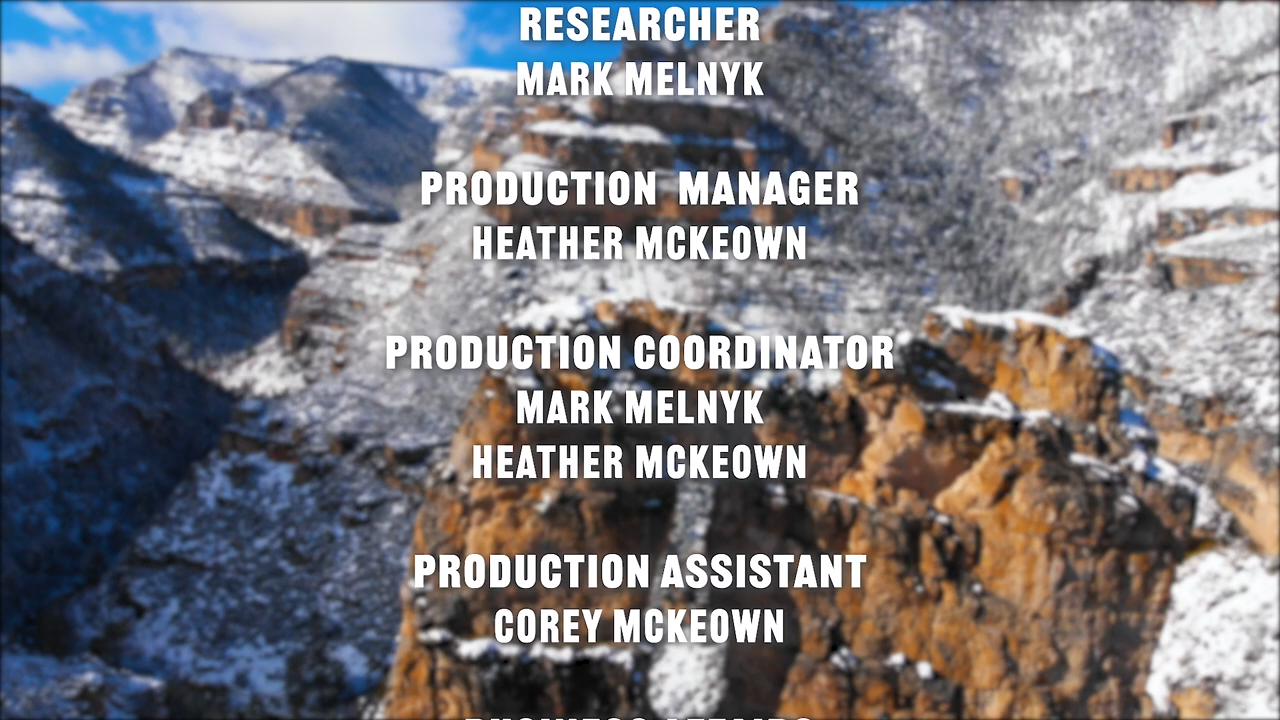 RESEARCHER
MARK MELNYK
PRODUCTION MANAGER
HEATHER MCKEOWN
PRODUCTION COORDINATOR
MARK MELNYK
HEATHER MCKEOWN
PRODUCTION ASSISTANT
COREY MCKEOWN